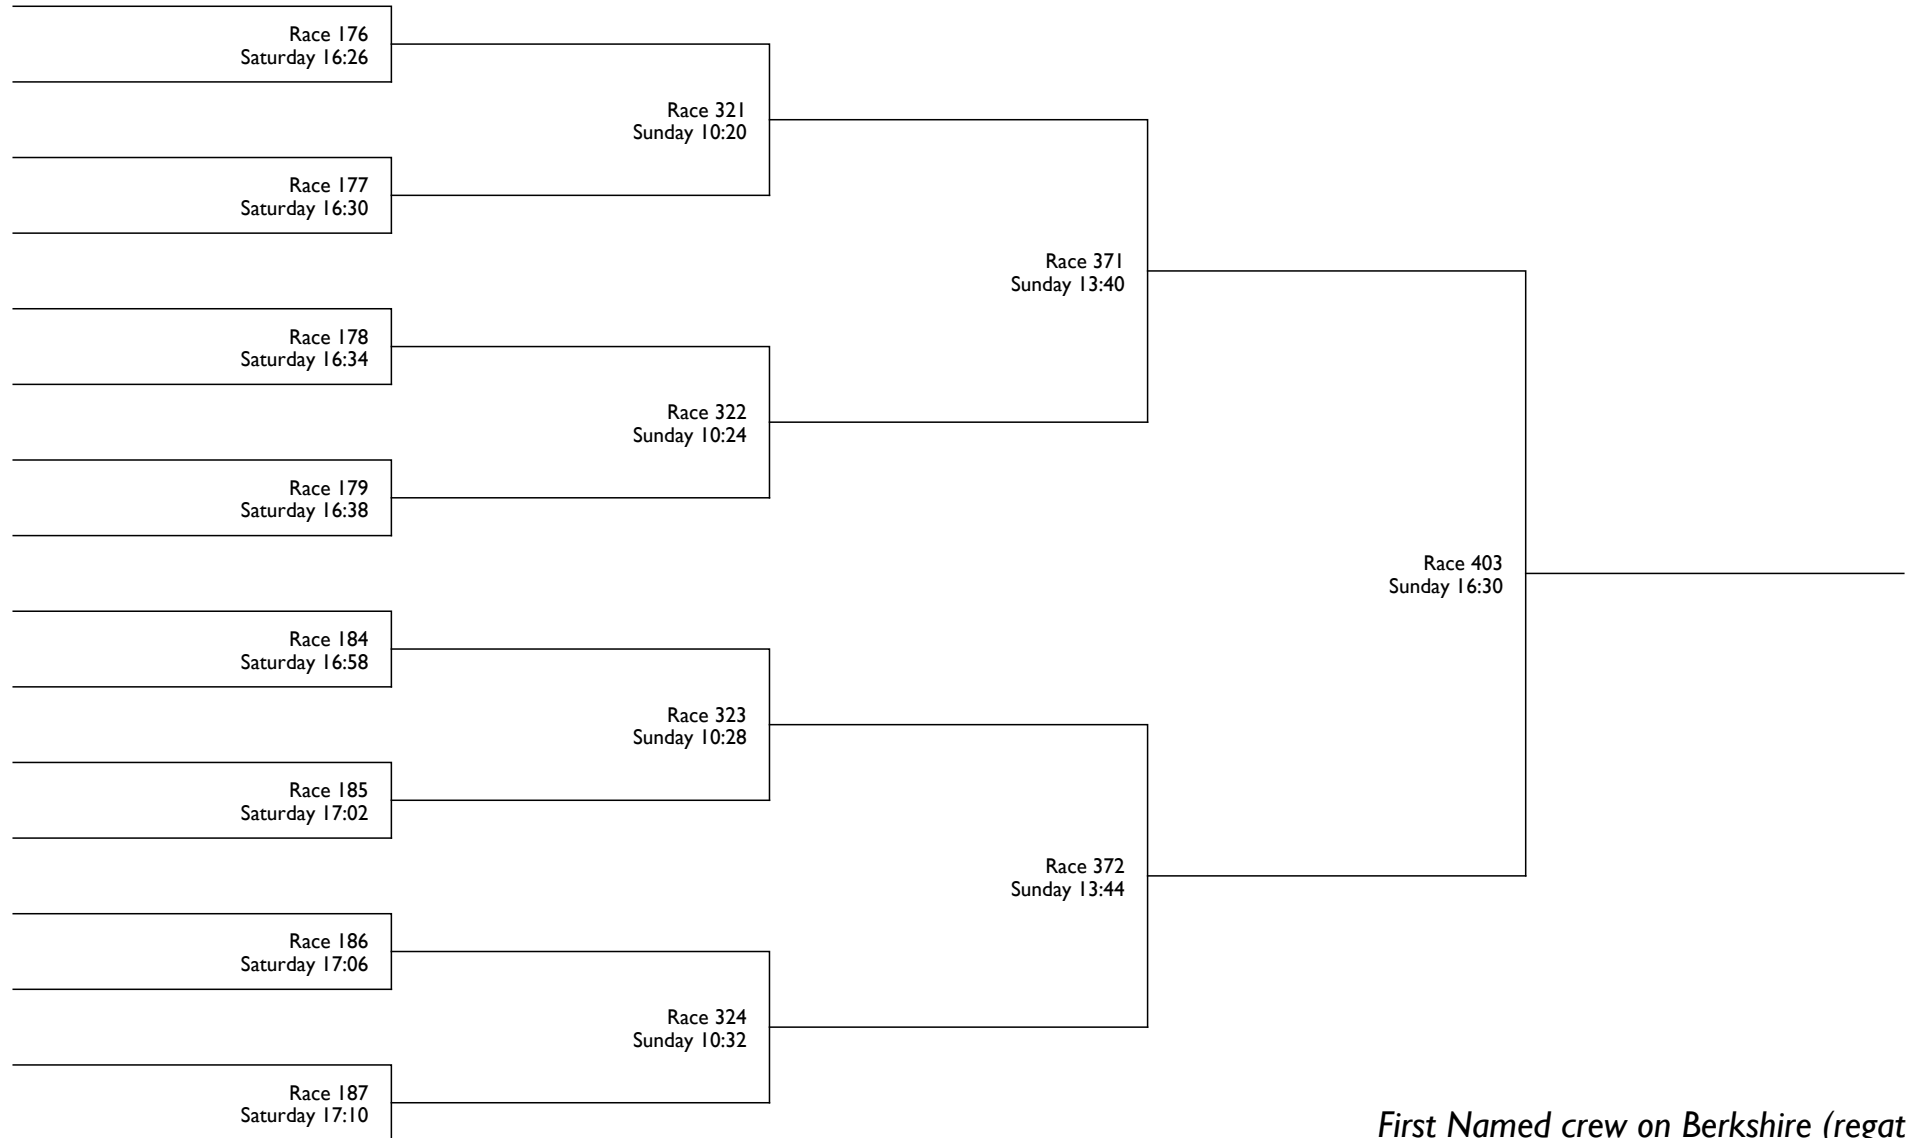 Race 176
Saturday 16:26
Race 321
Sunday 10:20
Race 177
Saturday 16:30
Race 371
Sunday 13:40
Race 178
Saturday 16:34
Race 322
Sunday 10:24
Race 179
Saturday 16:38
Race 403
Sunday 16:30
Race 184
Saturday 16:58
Race 323
Sunday 10:28
Race 185
Saturday 17:02
Race 372
Sunday 13:44
Race 186
Saturday 17:06
Race 324
Sunday 10:32
Race 187
Saturday 17:10
First Named crew on Berkshire (regat